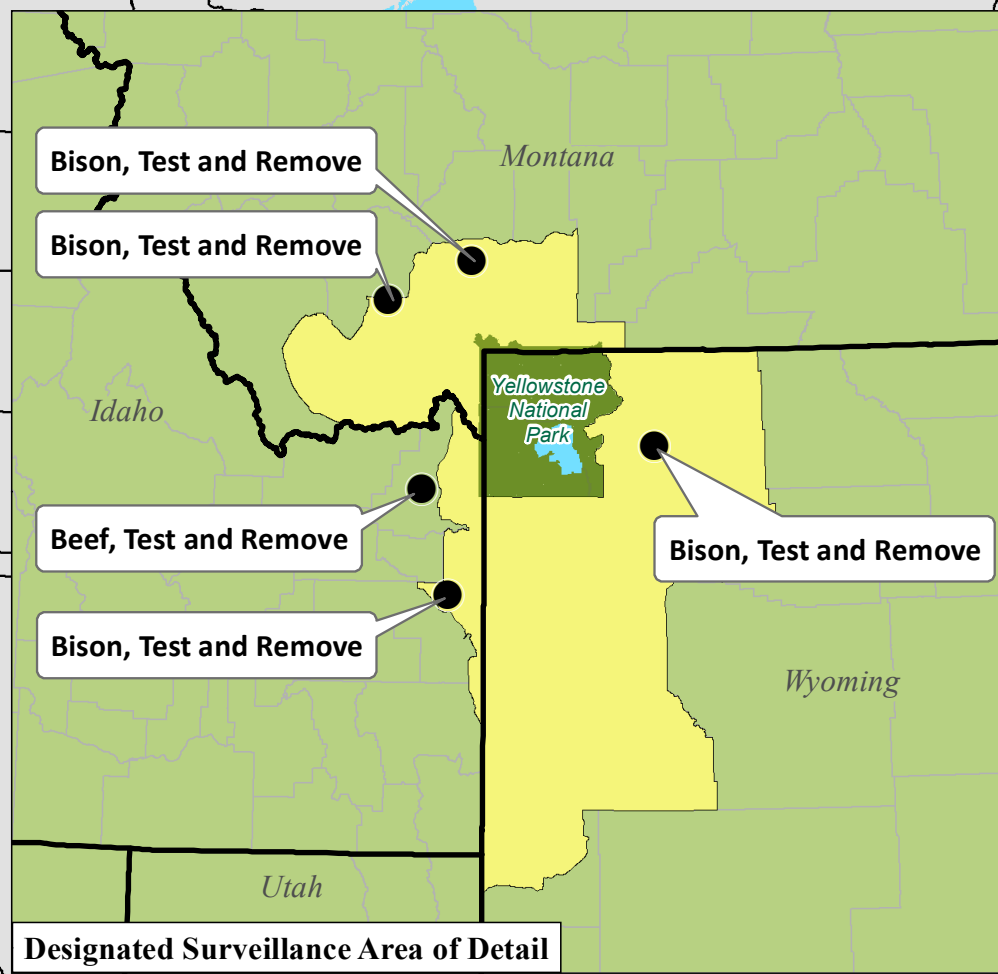 Bison, Test and Remove
Montana
Bison, Test and Remove
Yellowstone
National
Park
Idaho
Beef, Test and Remove
Bison, Test and Remove
Bison, Test and Remove
Wyoming
Utah
Designated Surveillance Area of Detail